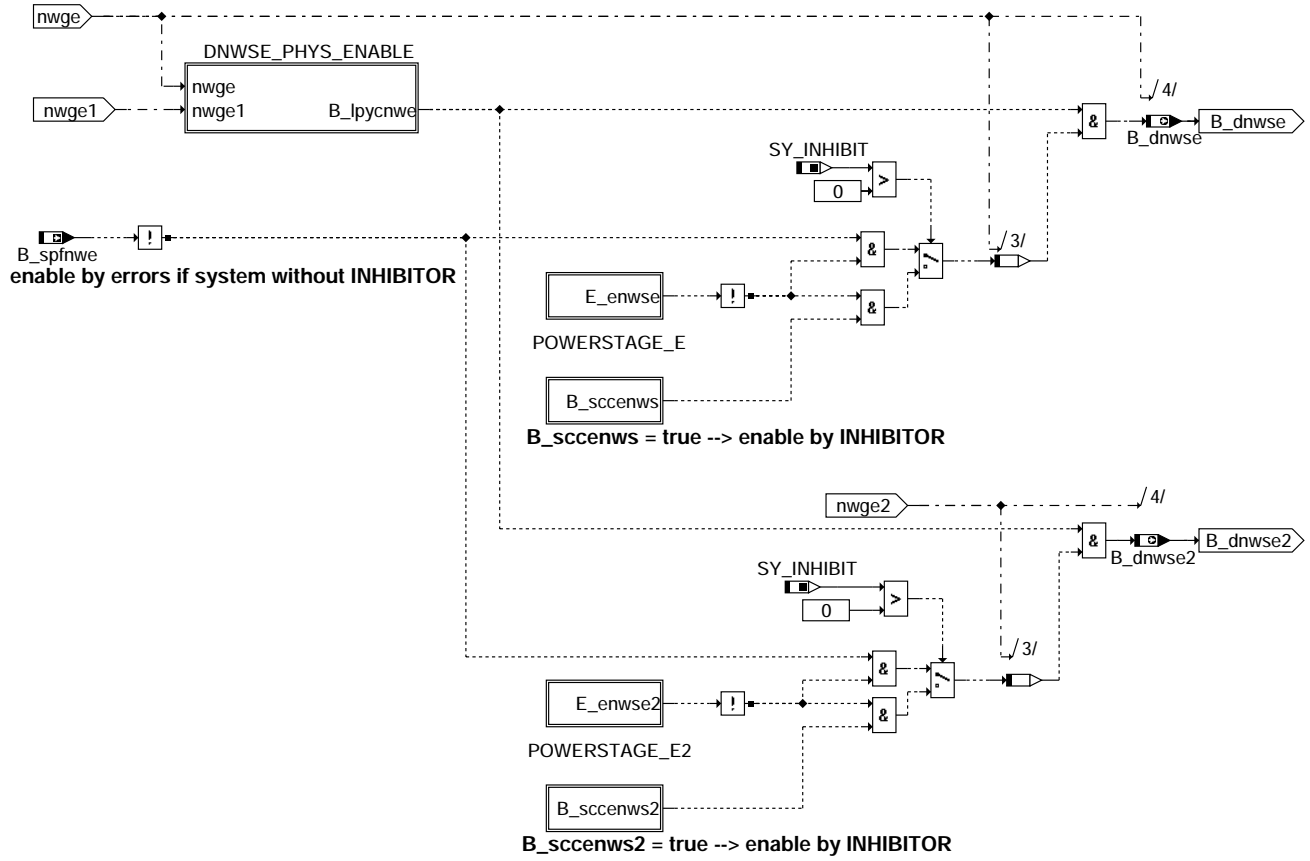 nwge
DNWSE_PHYS_ENABLE
nwge
/4/
nwge1
nwge1
B_lpycnwe
&
B_dnwse
B_dnwse
SY_INHIBIT
>
0
B_spfnwe
!
&
/3/
enable by errors if system without INHIBITOR
E_enwse
!
&
POWERSTAGE_E
B_sccenws
B_sccenws = true --> enable by INHIBITOR
nwge2
/4/
&
B_dnwse2
B_dnwse2
SY_INHIBIT
>
0
/3/
&
E_enwse2
!
&
POWERSTAGE_E2
B_sccenws2
B_sccenws2 = true --> enable by INHIBITOR